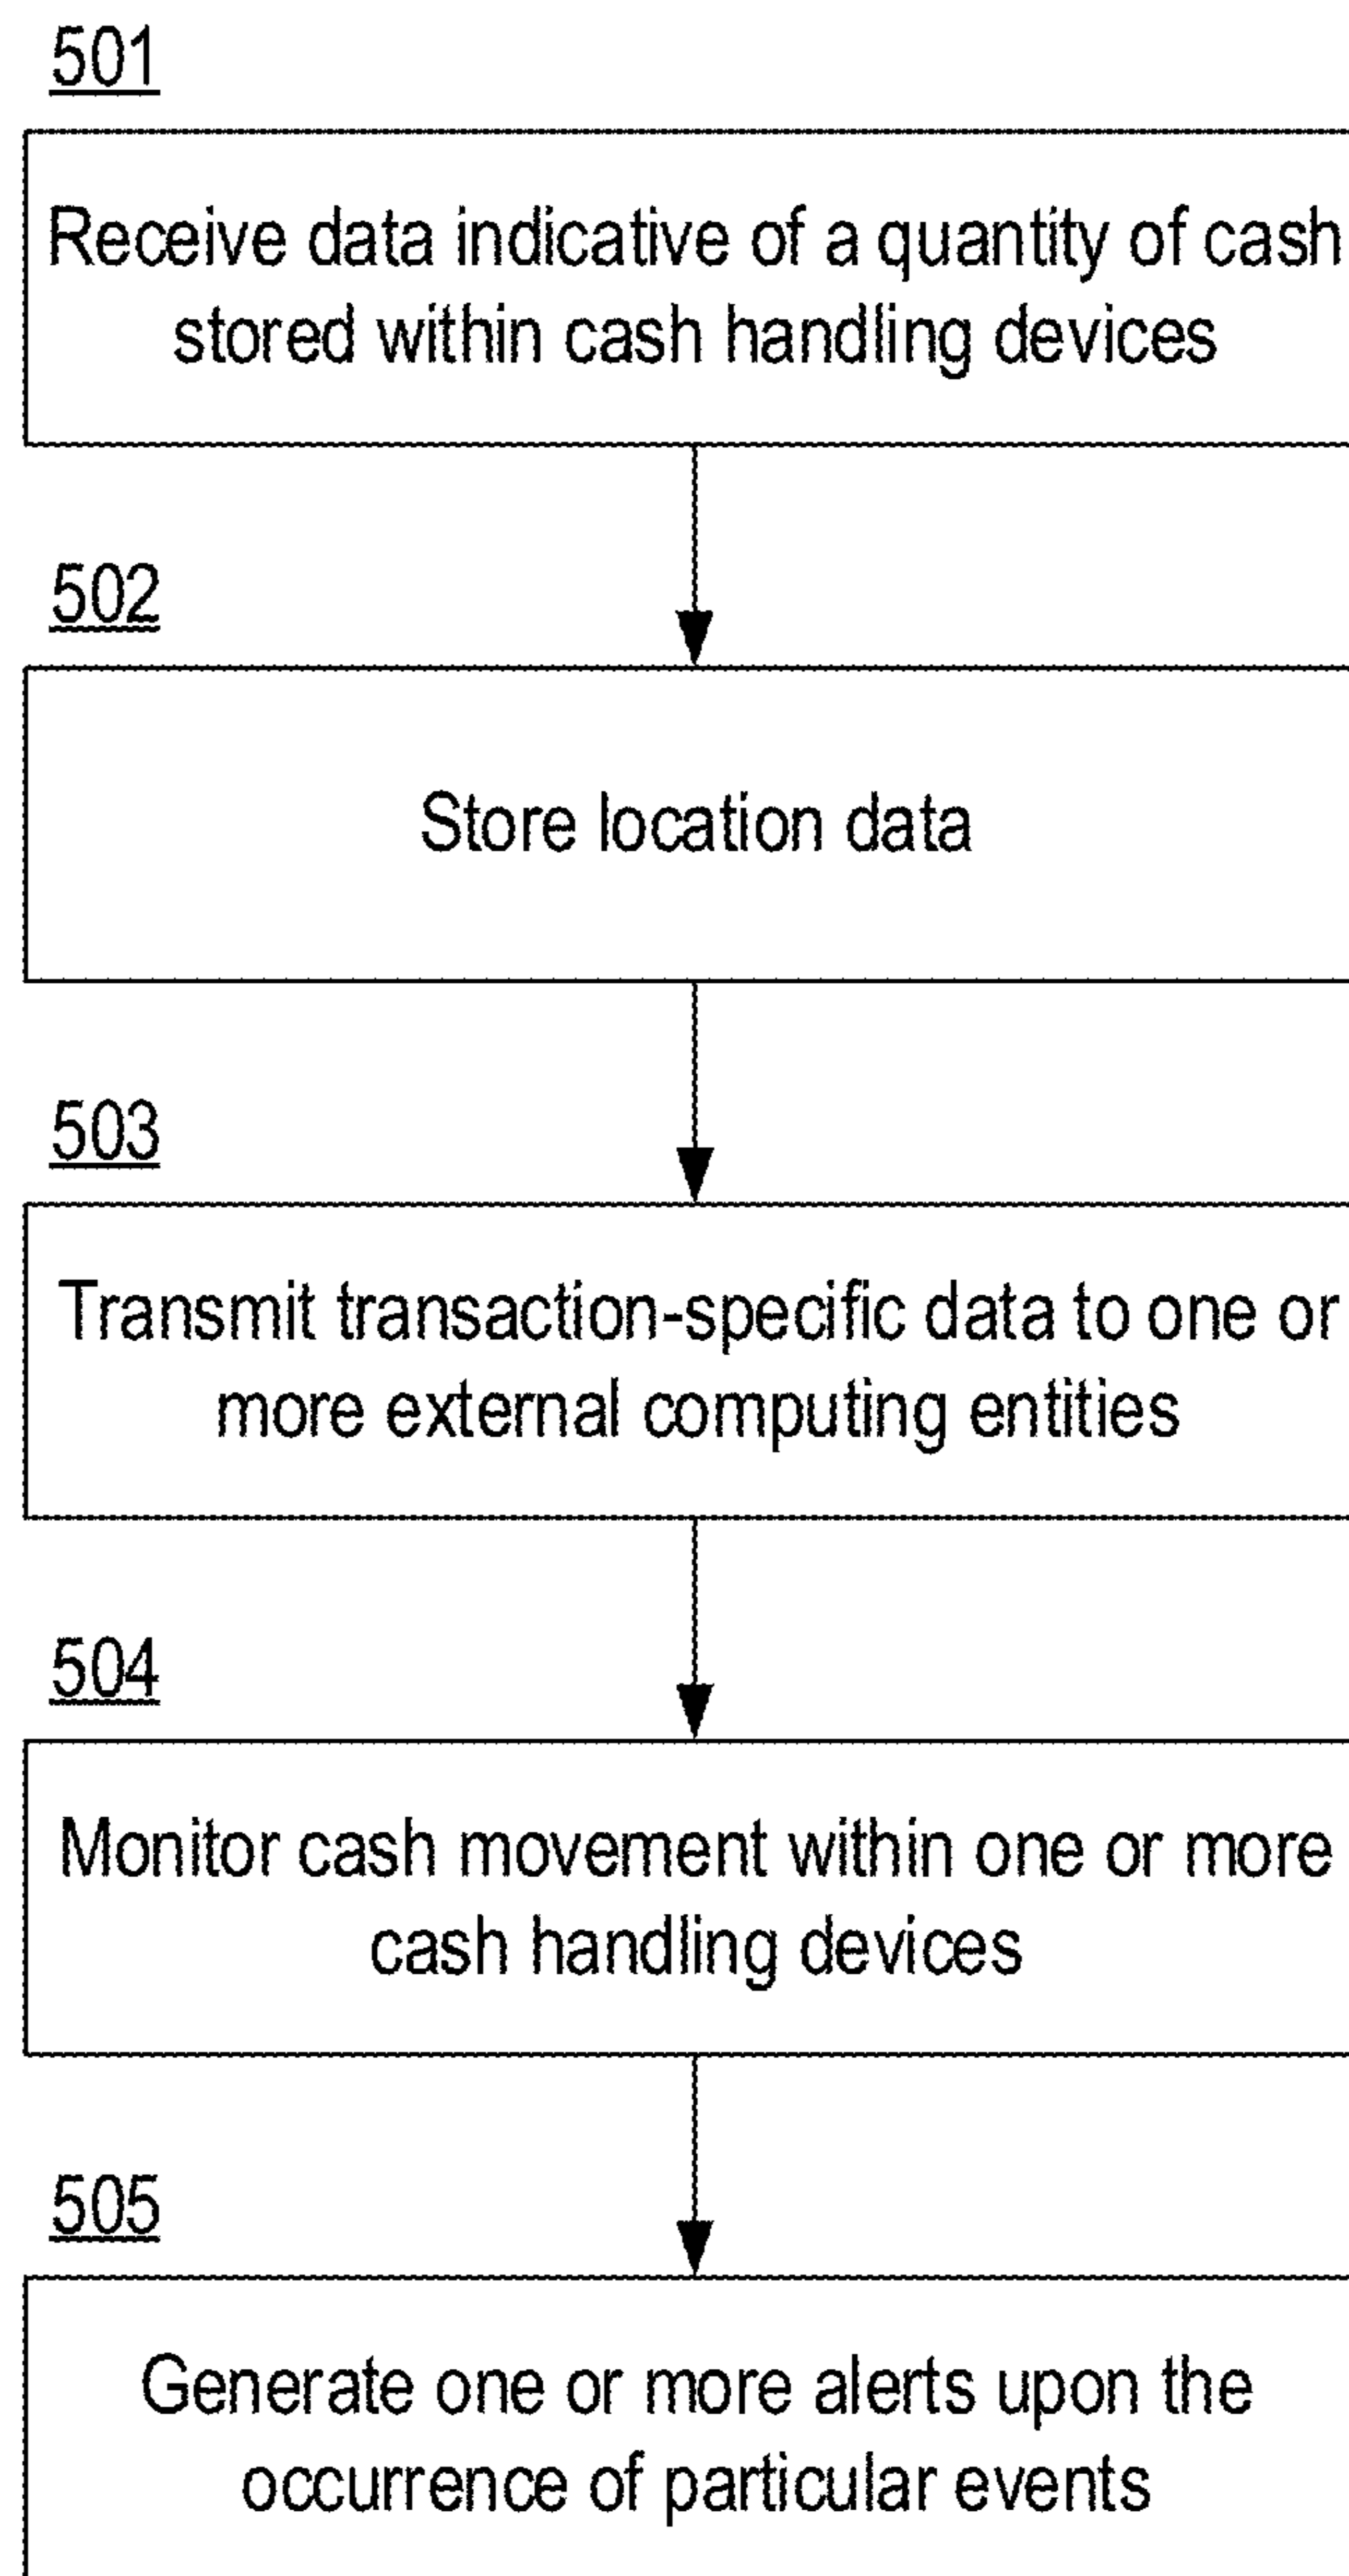 501
Receive data indicative of a quantity of cash
stored within cash handling devices
502
Store location data
503
Transmit transaction-specific data to one or
more external computing entities
504
Monitor cash movement within one or more
cash handling devices
505
Generate one or more alerts upon the
occurrence of particular events